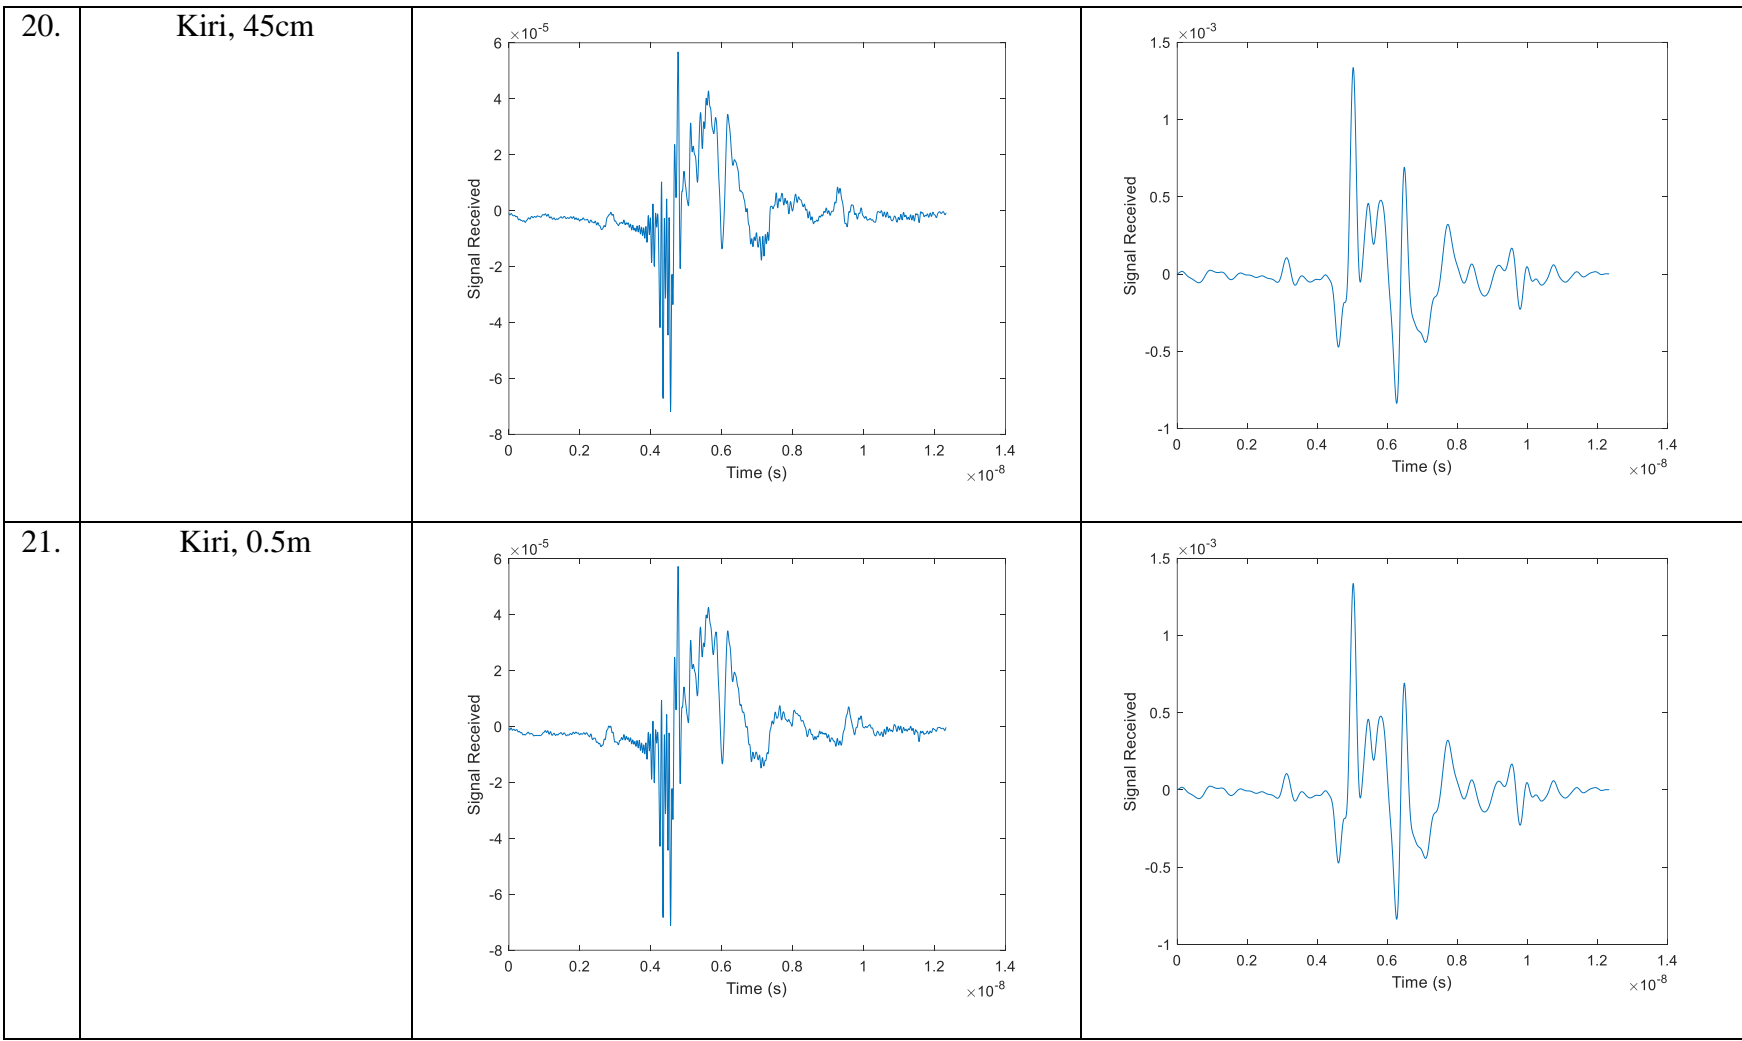 20.
Kiri, 45cm
×10-5
6
4
2
0
-2
-4
-6
-8
Signal Received
0 0.2 0.4 0.6 0.8 1 1.2 1.4
Time (s)
×10-8
×10-3
1.5
1
0.5
0
-0.5
-1
Signal Received
0 0.2 0.4 0.6 0.8 1 1.2 1.4
Time (s)
×10-8
21.
Kiri, 0.5m
×10-5
6
4
2
0
-2
-4
-6
-8
Signal Received
0 0.2 0.4 0.6 0.8 1 1.2 1.4
Time (s)
×10-8
×10-3
1.5
1
0.5
0
-0.5
-1
Signal Received
0 0.2 0.4 0.6 0.8 1 1.2 1.4
Time (s)
×10-8